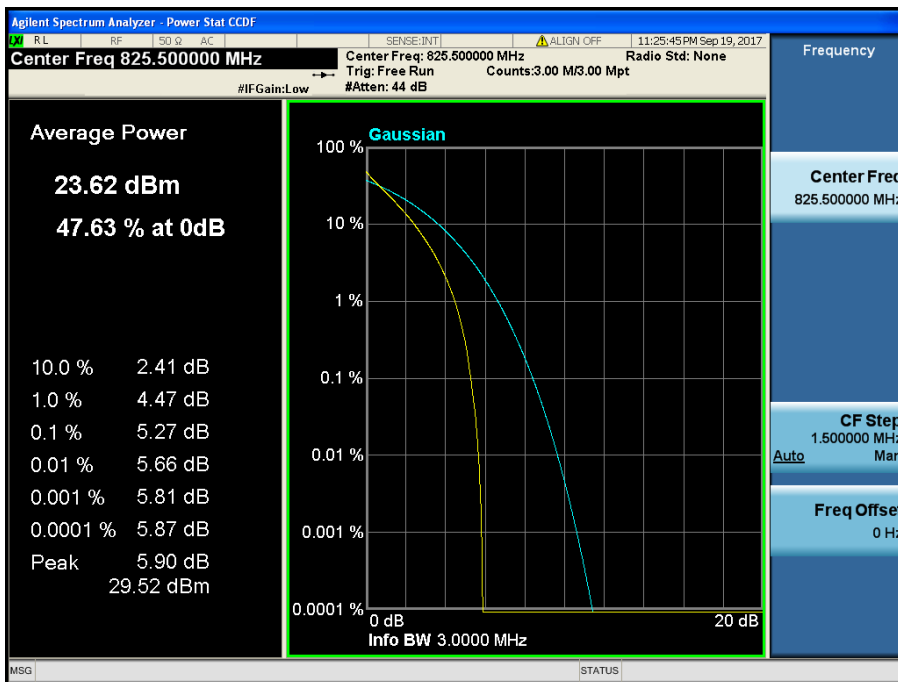 Agilent Spectrum Analyzer - Power Stat CCDF
LXI RL RF 50 Ω AC SENSE:INT ALIGN OFF 11:25:45 PM Sep 19, 2017
Center Freq 825.500000 MHz
Center Freq: 825.500000 MHz Radio Std: None
Trig: Free Run Counts:3.00 M/3.00 Mpt
#IFGain:Low #Atten: 44 dB
Average Power
23.62 dBm
47.63 % at 0dB
10.0 % 2.41 dB
1.0 % 4.47 dB
0.1 % 5.27 dB
0.01 % 5.66 dB
0.001 % 5.81 dB
0.0001 % 5.87 dB
Peak 5.90 dB
29.52 dBm
Gaussian
100 %
10 %
1 %
0.1 %
0.01 %
0.001 %
0.0001 %
0 dB 20 dB
Info BW 3.0000 MHz
Frequency
Center Freq
825.500000 MHz
CF Step
1.500000 MHz
Auto Man
Freq Offset
0 Hz
MSG STATUS